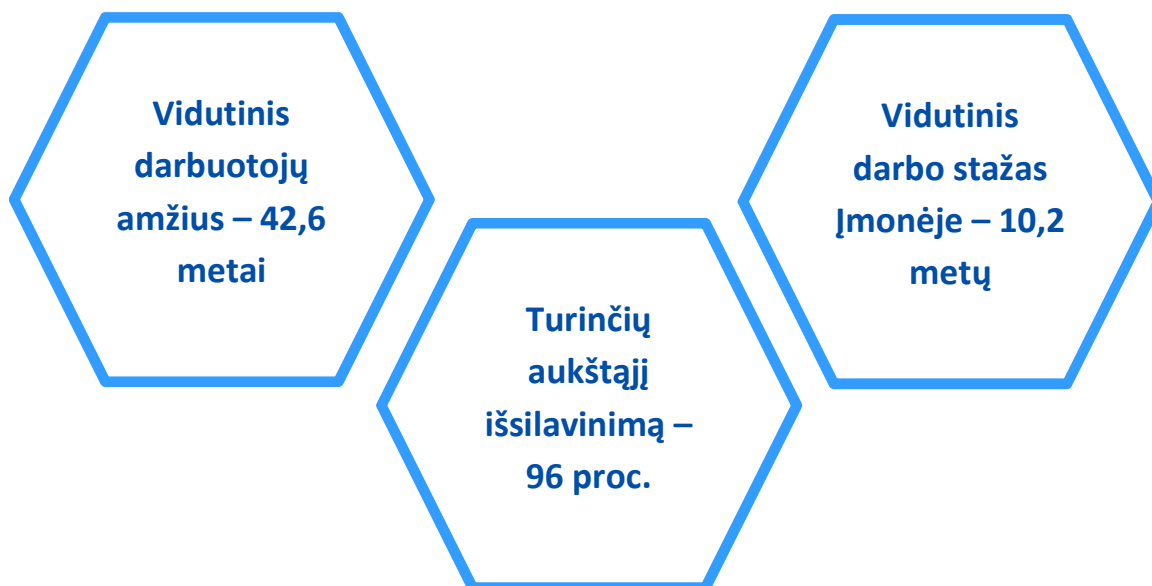 Vidutinis
darbuotojų
amžius – 42,6
metai
Turinčių
aukštąjį
išsilavinimą –
96 proc.
Vidutinis
darbo stažas
Įmonėje – 10,2
metų